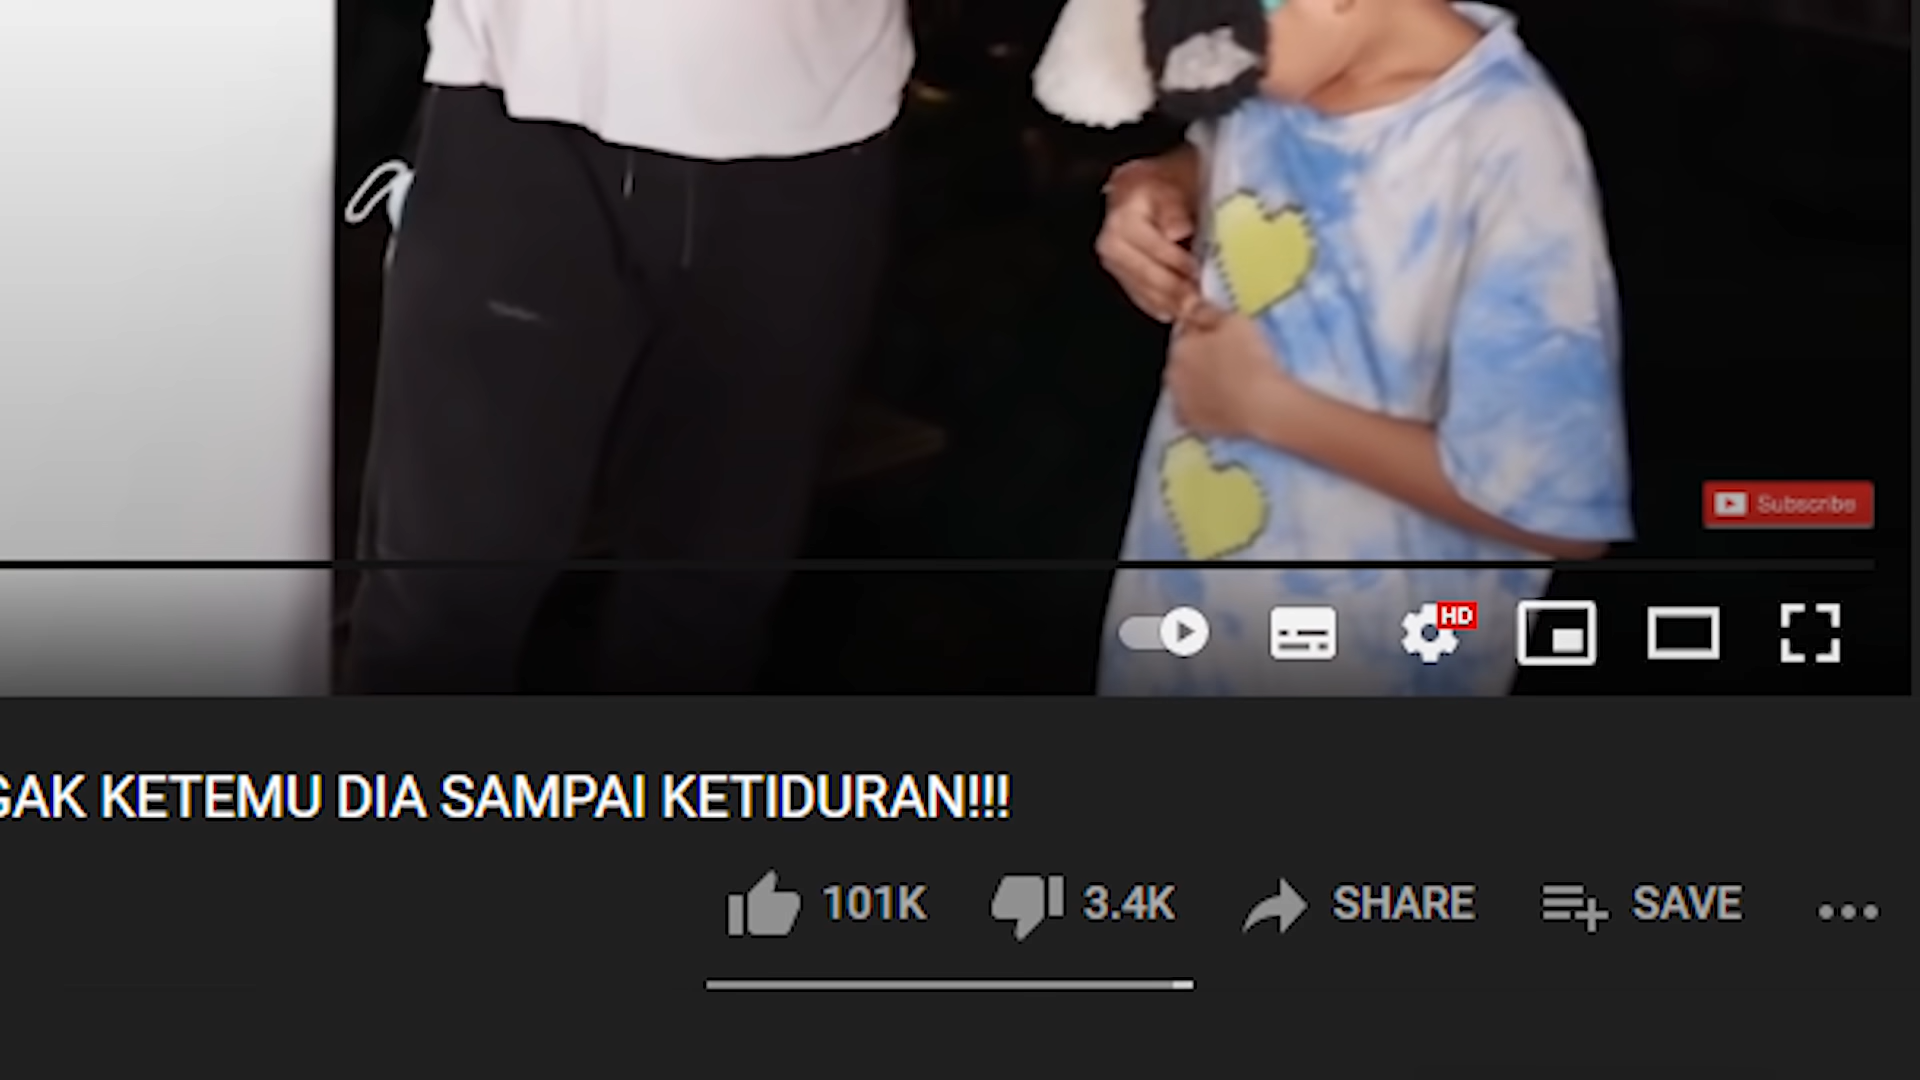 Subscribe
HD
GAK KETEMU DIA SAMPAI KETIDURAN!!!
101K 3.4K SHARE SAVE